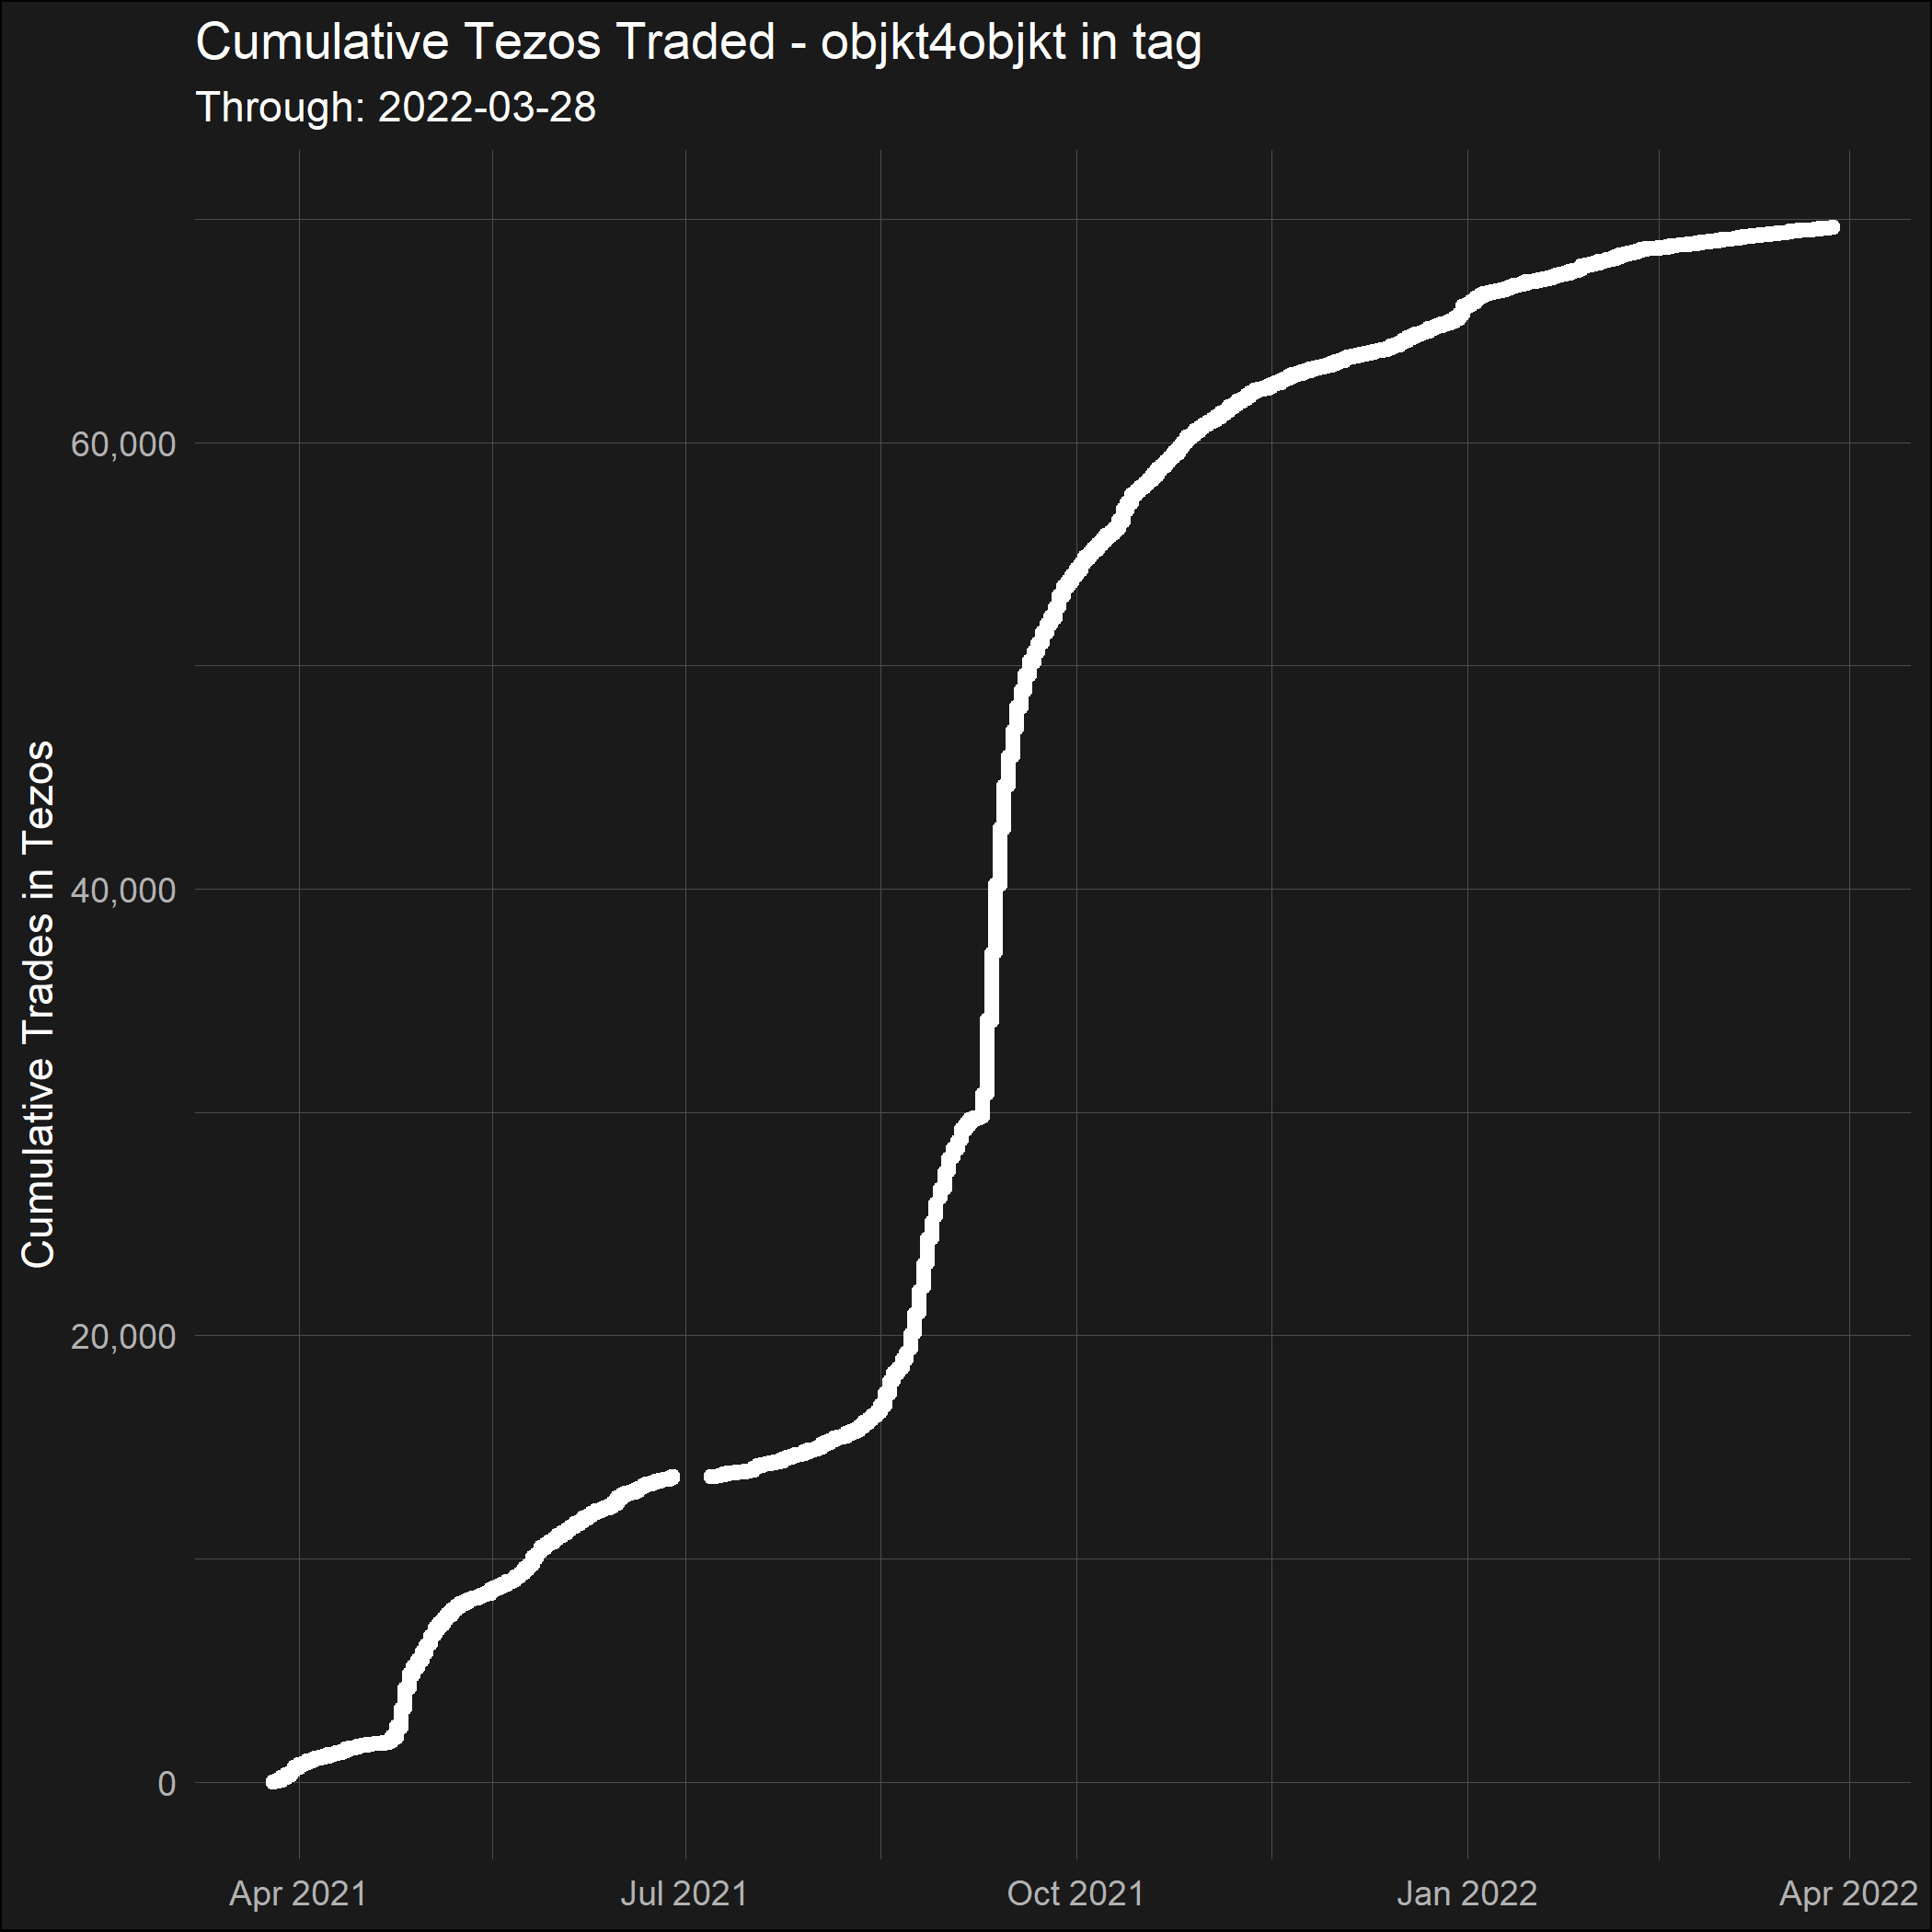 Cumulative Tezos Traded - objkt4objkt in tag
Through: 2022-03-28
Cumulative Trades in Tezos
60,000
40,000
20,000
0
Apr 2021
Jul 2021
Oct 2021
Jan 2022
Apr 2022